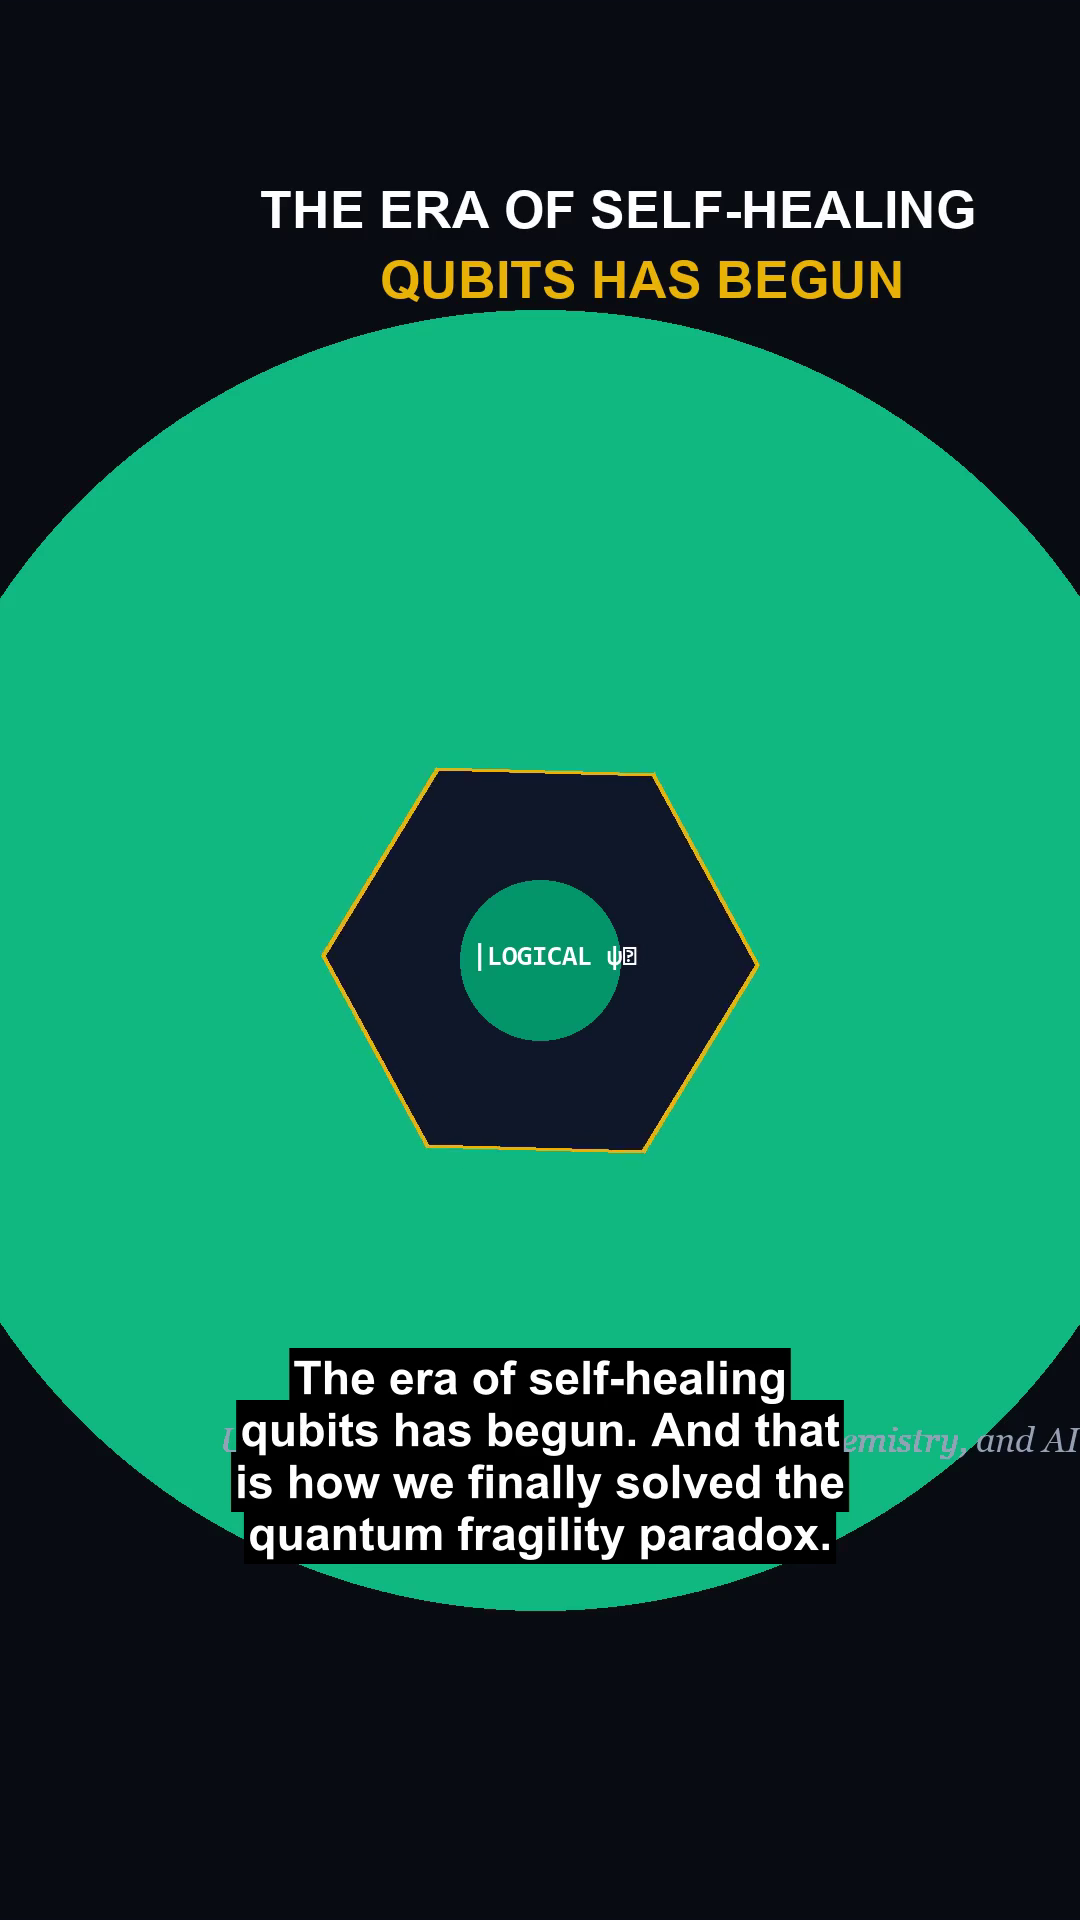 THE ERA OF SELF-HEALING
QUBITS HAS BEGUN
|LOGICAL ψ
The era of self-healing
qubits has begun. And that
is how we finally solved the
quantum fragility paradox.
and AI